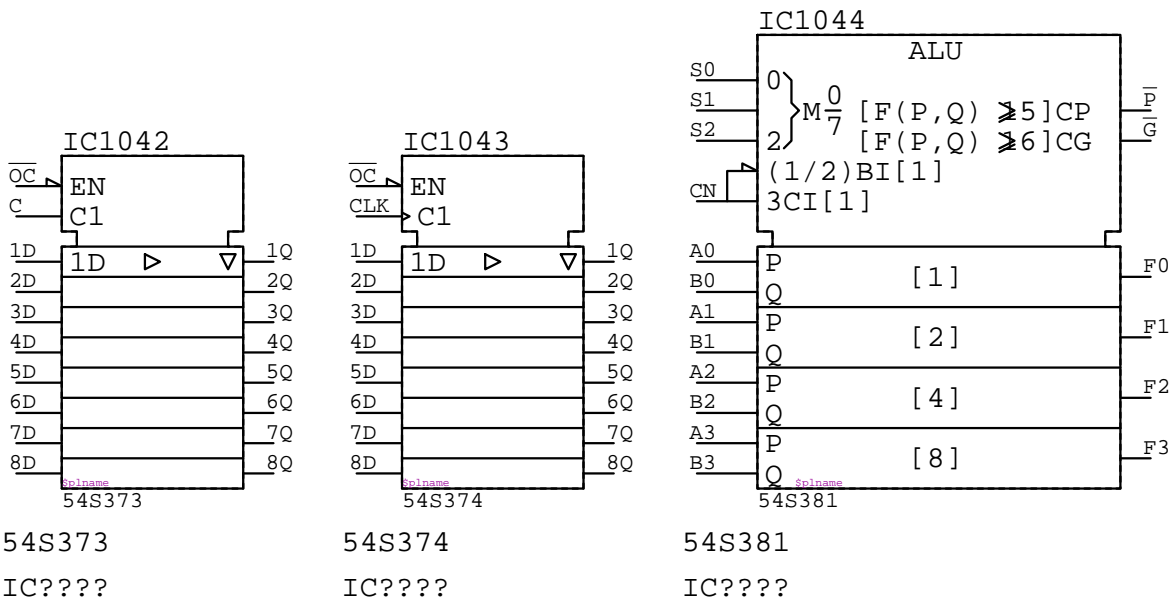 IC1042
OC
EN
C
C1
1D
1D
1Q
2D
2Q
3D
3Q
4D
4Q
5D
5Q
6D
6Q
7D
7Q
8D
8Q
$plname
54S373
54S373
IC????
IC1043
OC
EN
CLK
C1
1D
1D
1Q
2D
2Q
3D
3Q
4D
4Q
5D
5Q
6D
6Q
7D
7Q
8D
8Q
$plname
54S374
54S374
IC????
IC1044
ALU
S0
0
S1
M 0/7 [F(P,Q) ≥15]CP
P
S2
2
[F(P,Q) ≥16]CG
G
(1/2)BI[1]
CN
3CI[1]
A0
P
[1]
F0
B0
Q
A1
P
[2]
F1
B1
Q
A2
P
[4]
F2
B2
Q
A3
P
[8]
F3
B3
Q
$plname
54S381
54S381
IC????